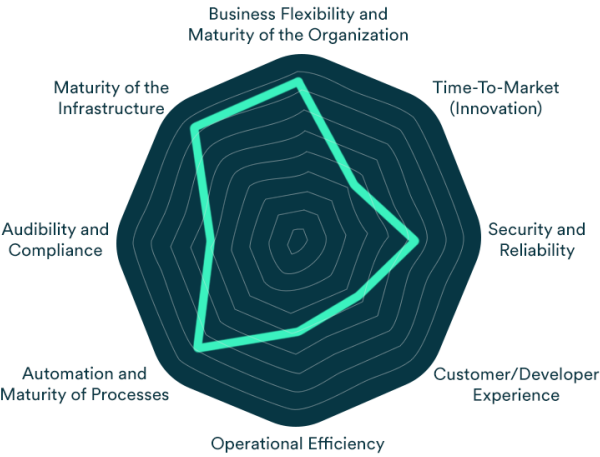 Business Flexibility and
Maturity of the Organization
Maturity of the
Infrastructure
Time-To-Market
(Innovation)
Audibility and
Compliance
Security and
Reliability
Automation and
Maturity of Processes
Customer/Developer
Experience
Operational Efficiency